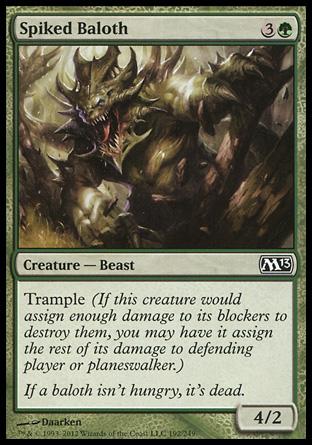 Spiked Baloth 3
Creature — Beast M13
Trample (If this creature would
assign enough damage to its blockers to
destroy them, you may have it assign
the rest of its damage to defending
player or planeswalker.)
If a baloth isn't hungry, it's dead.
Daarken
™ & © 1993–2012 Wizards of the Coast LLC 192/249
4/2